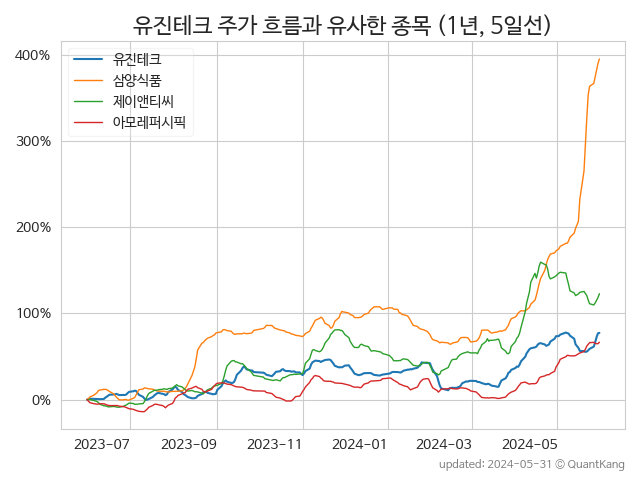 유진테크 주가 흐름과 유사한 종목 (1년, 5일선)
유진테크
삼양식품
제이앤티씨
아모레퍼시픽
400%
300%
200%
100%
0%
2023-07 2023-09 2023-11 2024-01 2024-03 2024-05
updated: 2024-05-31 © QuantKang